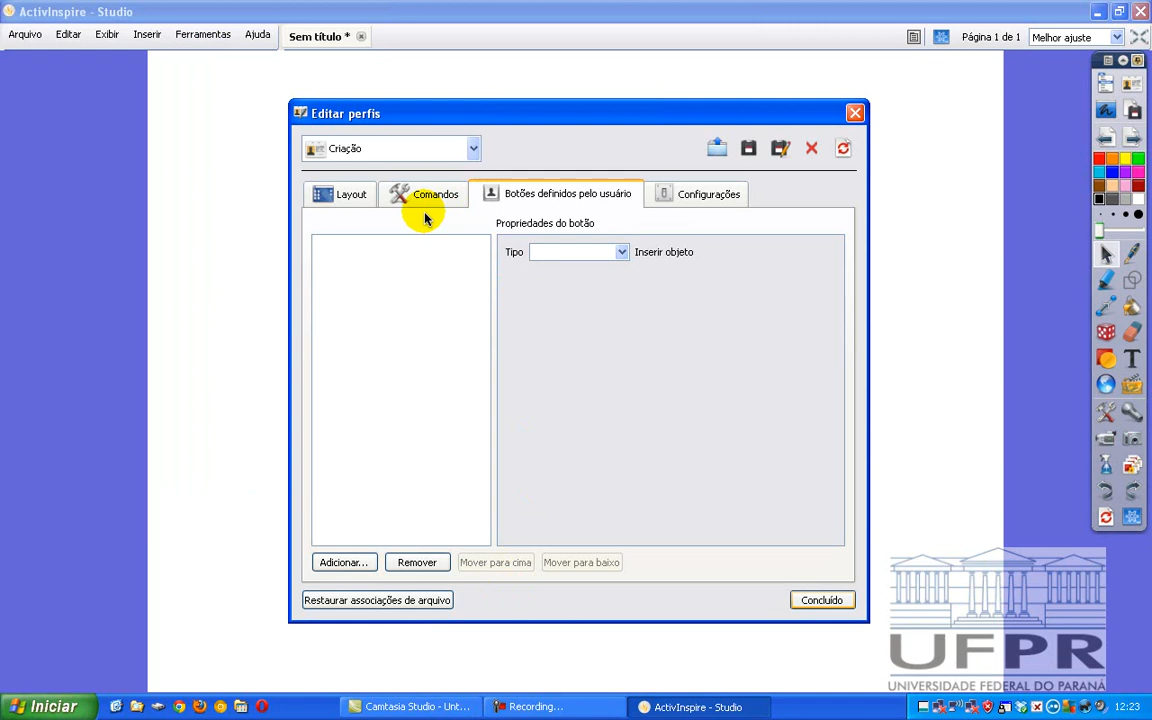 ActivInspire - Studio
Arquivo Editar Exibir Inserir Ferramentas Ajuda
Sem título *
Página 1 de 1
Melhor ajuste
Editar perfis
Criação
Layout
Comandos
Botões definidos pelo usuário
Configurações
Propriedades do botão
Tipo
Inserir objeto
Adicionar...
Remover
Mover para cima
Mover para baixo
Restaurar associações de arquivo
Concluído
UFPR
UNIVERSIDADE FEDERAL DO PARANÁ
Iniciar
Camtasia Studio - Unt...
Recording...
ActivInspire - Studio
12:23